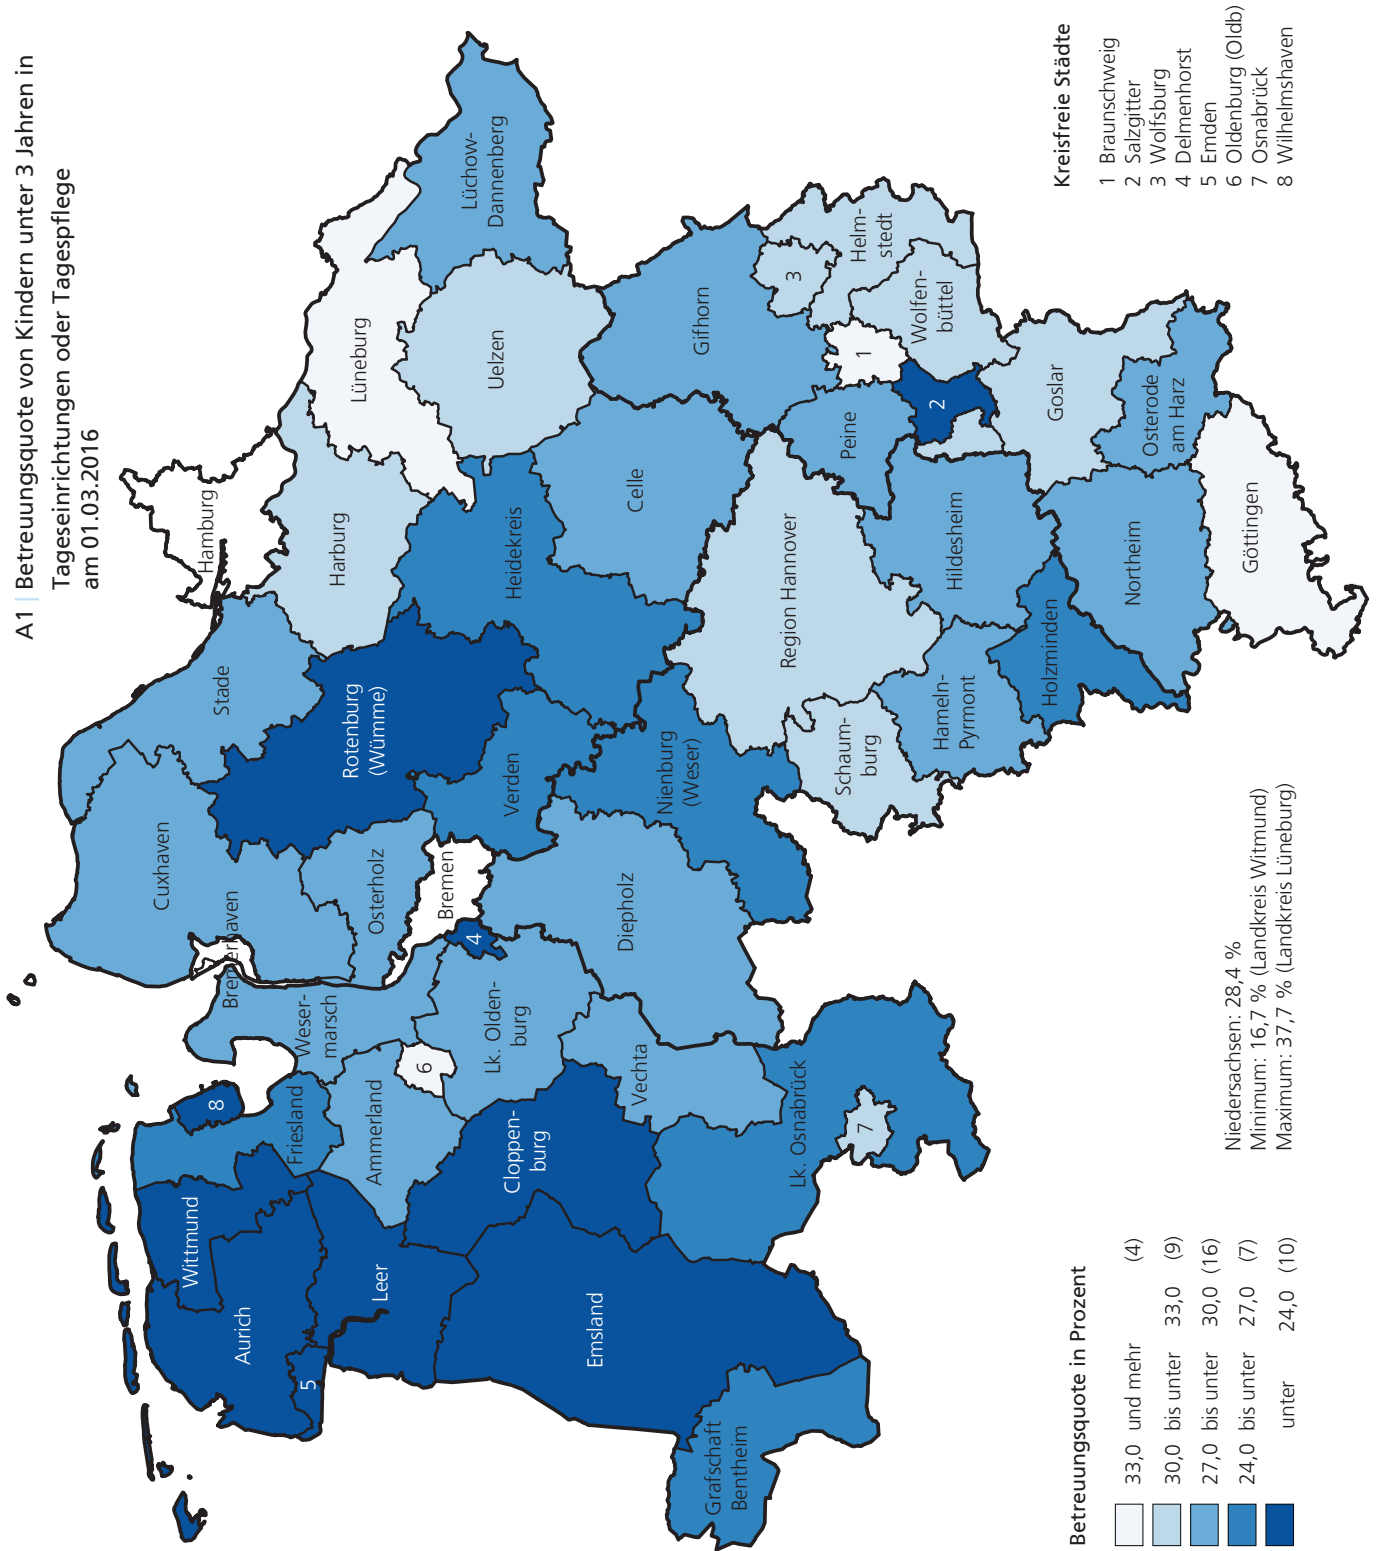 A1 | Betreuungsquote von Kindern unter 3 Jahren in
Tageseinrichtungen oder Tagespflege
am 01.03.2016
Hamburg
Stade
Cuxhaven
Bremerhaven
Harburg
Lüneburg
Lüchow-
Dannenberg
Uelzen
Rotenburg
(Wümme)
Osterholz
Bremen
Heidekreis
Verden
Celle
Gifhorn
Weser-
marsch
Wittmund
8
Friesland
Aurich
5
Leer
Ammerland
6
4
Lk. Olden-
burg
Cloppen-
burg
Emsland
Diepholz
Vechta
Nienburg
(Weser)
Grafschaft
Bentheim
Lk. Osnabrück
7
Region Hannover
Schaum-
burg
Peine
3
Helm-
stedt
1
Wolfen-
büttel
2
Hildesheim
Hameln-
Pyrmont
Holzminden
Goslar
Northeim
Osterode
am Harz
Göttingen
Kreisfreie Städte
1 Braunschweig
2 Salzgitter
3 Wolfsburg
4 Delmenhorst
5 Emden
6 Oldenburg (Oldb)
7 Osnabrück
8 Wilhelmshaven
Betreuungsquote in Prozent
33,0 und mehr (4)
30,0 bis unter 33,0 (9)
27,0 bis unter 30,0 (16)
24,0 bis unter 27,0 (7)
unter 24,0 (10)
Niedersachsen: 28,4 %
Minimum: 16,7 % (Landkreis Witmund)
Maximum: 37,7 % (Landkreis Lüneburg)